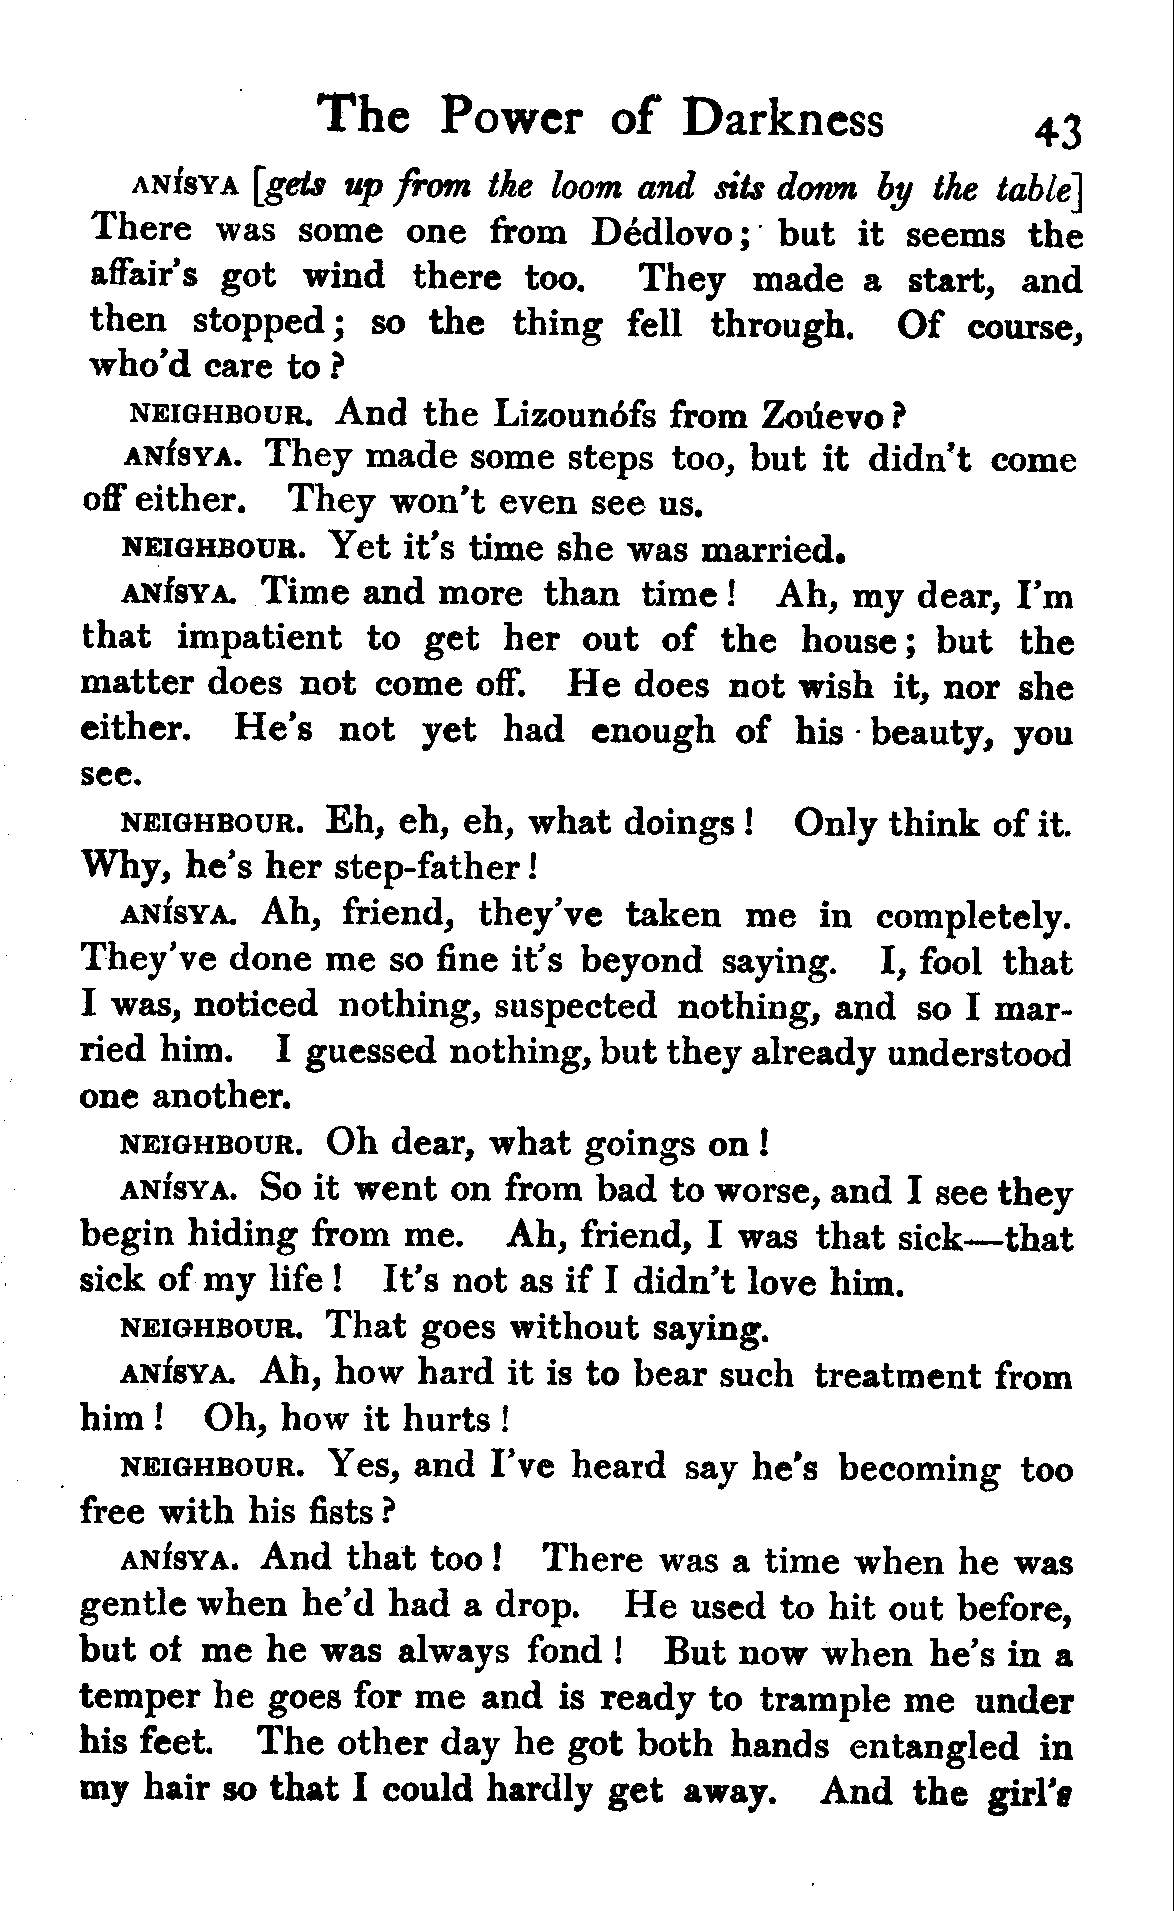 The Power of Darkness 43
ANÍSYA [gets up from the loom and sits down by the table]
There was some one from Dédlovo; but it seems the
affair's got wind there too. They made a start, and
then stopped; so the thing fell through. Of course,
who'd care to?
NEIGHBOUR. And the Lizounófs from Zoúevo?
ANÍSYA. They made some steps too, but it didn't come
off either. They won't even see us.
NEIGHBOUR. Yet it's time she was married.
ANÍSYA. Time and more than time! Ah, my dear, I'm
that impatient to get her out of the house; but the
matter does not come off. He does not wish it, nor she
either. He's not yet had enough of his beauty, you
see.
NEIGHBOUR. Eh, eh, eh, what doings! Only think of it.
Why, he's her step-father!
ANÍSYA. Ah, friend, they've taken me in completely.
They've done me so fine it's beyond saying. I, fool that
I was, noticed nothing, suspected nothing, and so I mar-
ried him. I guessed nothing, but they already understood
one another.
NEIGHBOUR. Oh dear, what goings on!
ANÍSYA. So it went on from bad to worse, and I see they
begin hiding from me. Ah, friend, I was that sick—that
sick of my life! It's not as if I didn't love him.
NEIGHBOUR. That goes without saying.
ANÍSYA. Ah, how hard it is to bear such treatment from
him! Oh, how it hurts!
NEIGHBOUR. Yes, and I've heard say he's becoming too
free with his fists?
ANÍSYA. And that too! There was a time when he was
gentle when he'd had a drop. He used to hit out before,
but of me he was always fond! But now when he's in a
temper he goes for me and is ready to trample me under
his feet. The other day he got both hands entangled in
my hair so that I could hardly get away. And the girl's